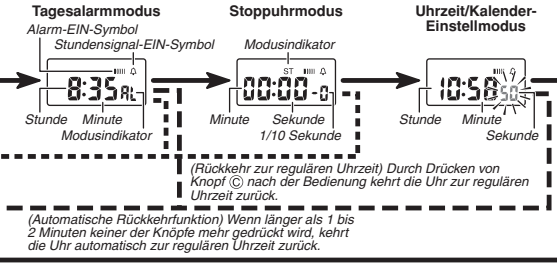 Tagesalarmmodus
Alarm-EIN-Symbol
Stundensignal-EIN-Symbol
8:35 AL
Stunde Minute
Modusindikator
Stoppuhrmodus
Modusindikator
ST
00:00-0
Minute Sekunde
1/10 Sekunde
Uhrzeit/Kalender-
Einstellmodus
10:58 50
Stunde Minute
Sekunde
(Rückkehr zur regulären Uhrzeit) Durch Drücken von
Knopf Ⓒ nach der Bedienung kehrt die Uhr zur regulären
Uhrzeit zurück.
(Automatische Rückkehrfunktion) Wenn länger als 1 bis
2 Minuten keiner der Knöpfe mehr gedrückt wird, kehrt
die Uhr automatisch zur regulären Uhrzeit zurück.